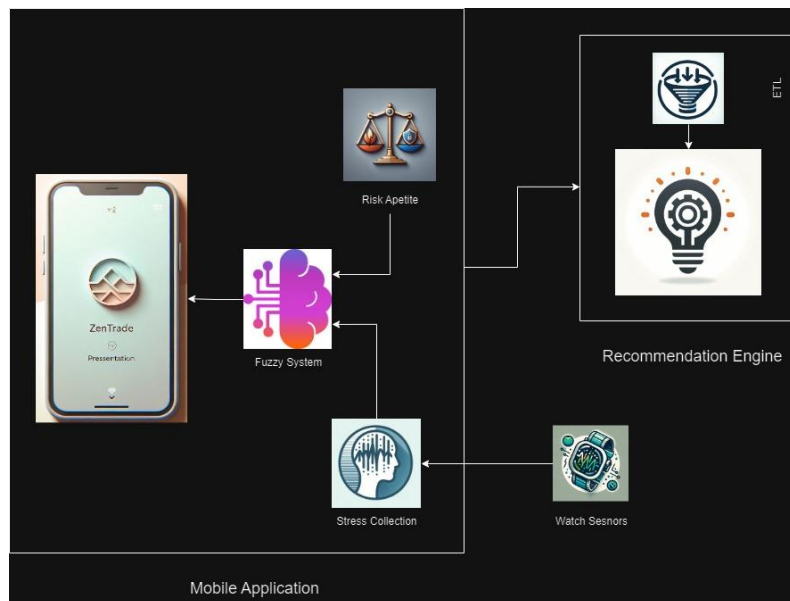 ETL
Risk Apetite
ZenTrade
Pressentation
Fuzzy System
Recommendation Engine
Stress Collection
Watch Sesnors
Mobile Application